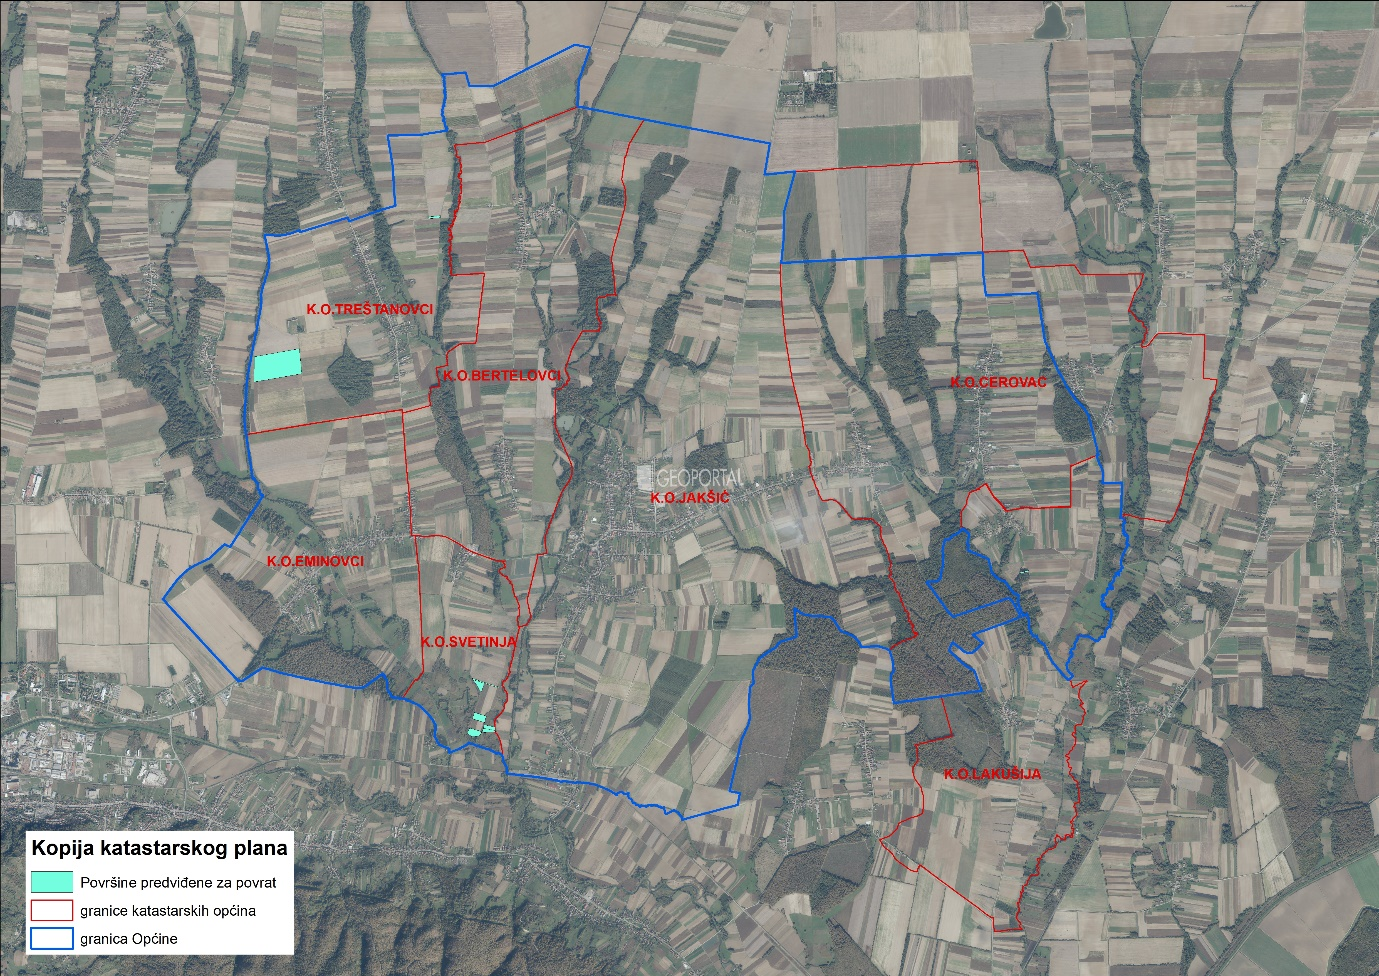 K.O.TREŠTANOVCI
K.O.BERTELOVCI
K.O.CEROVAC
GEOPORTAL
K.O.JAKŠIĆ
K.O.EMINOVCI
K.O.SVETINJA
K.O.LAKUŠIJA
Kopija katastarskog plana
Površine predviđene za povrat
granice katastarskih općina
granica Općine